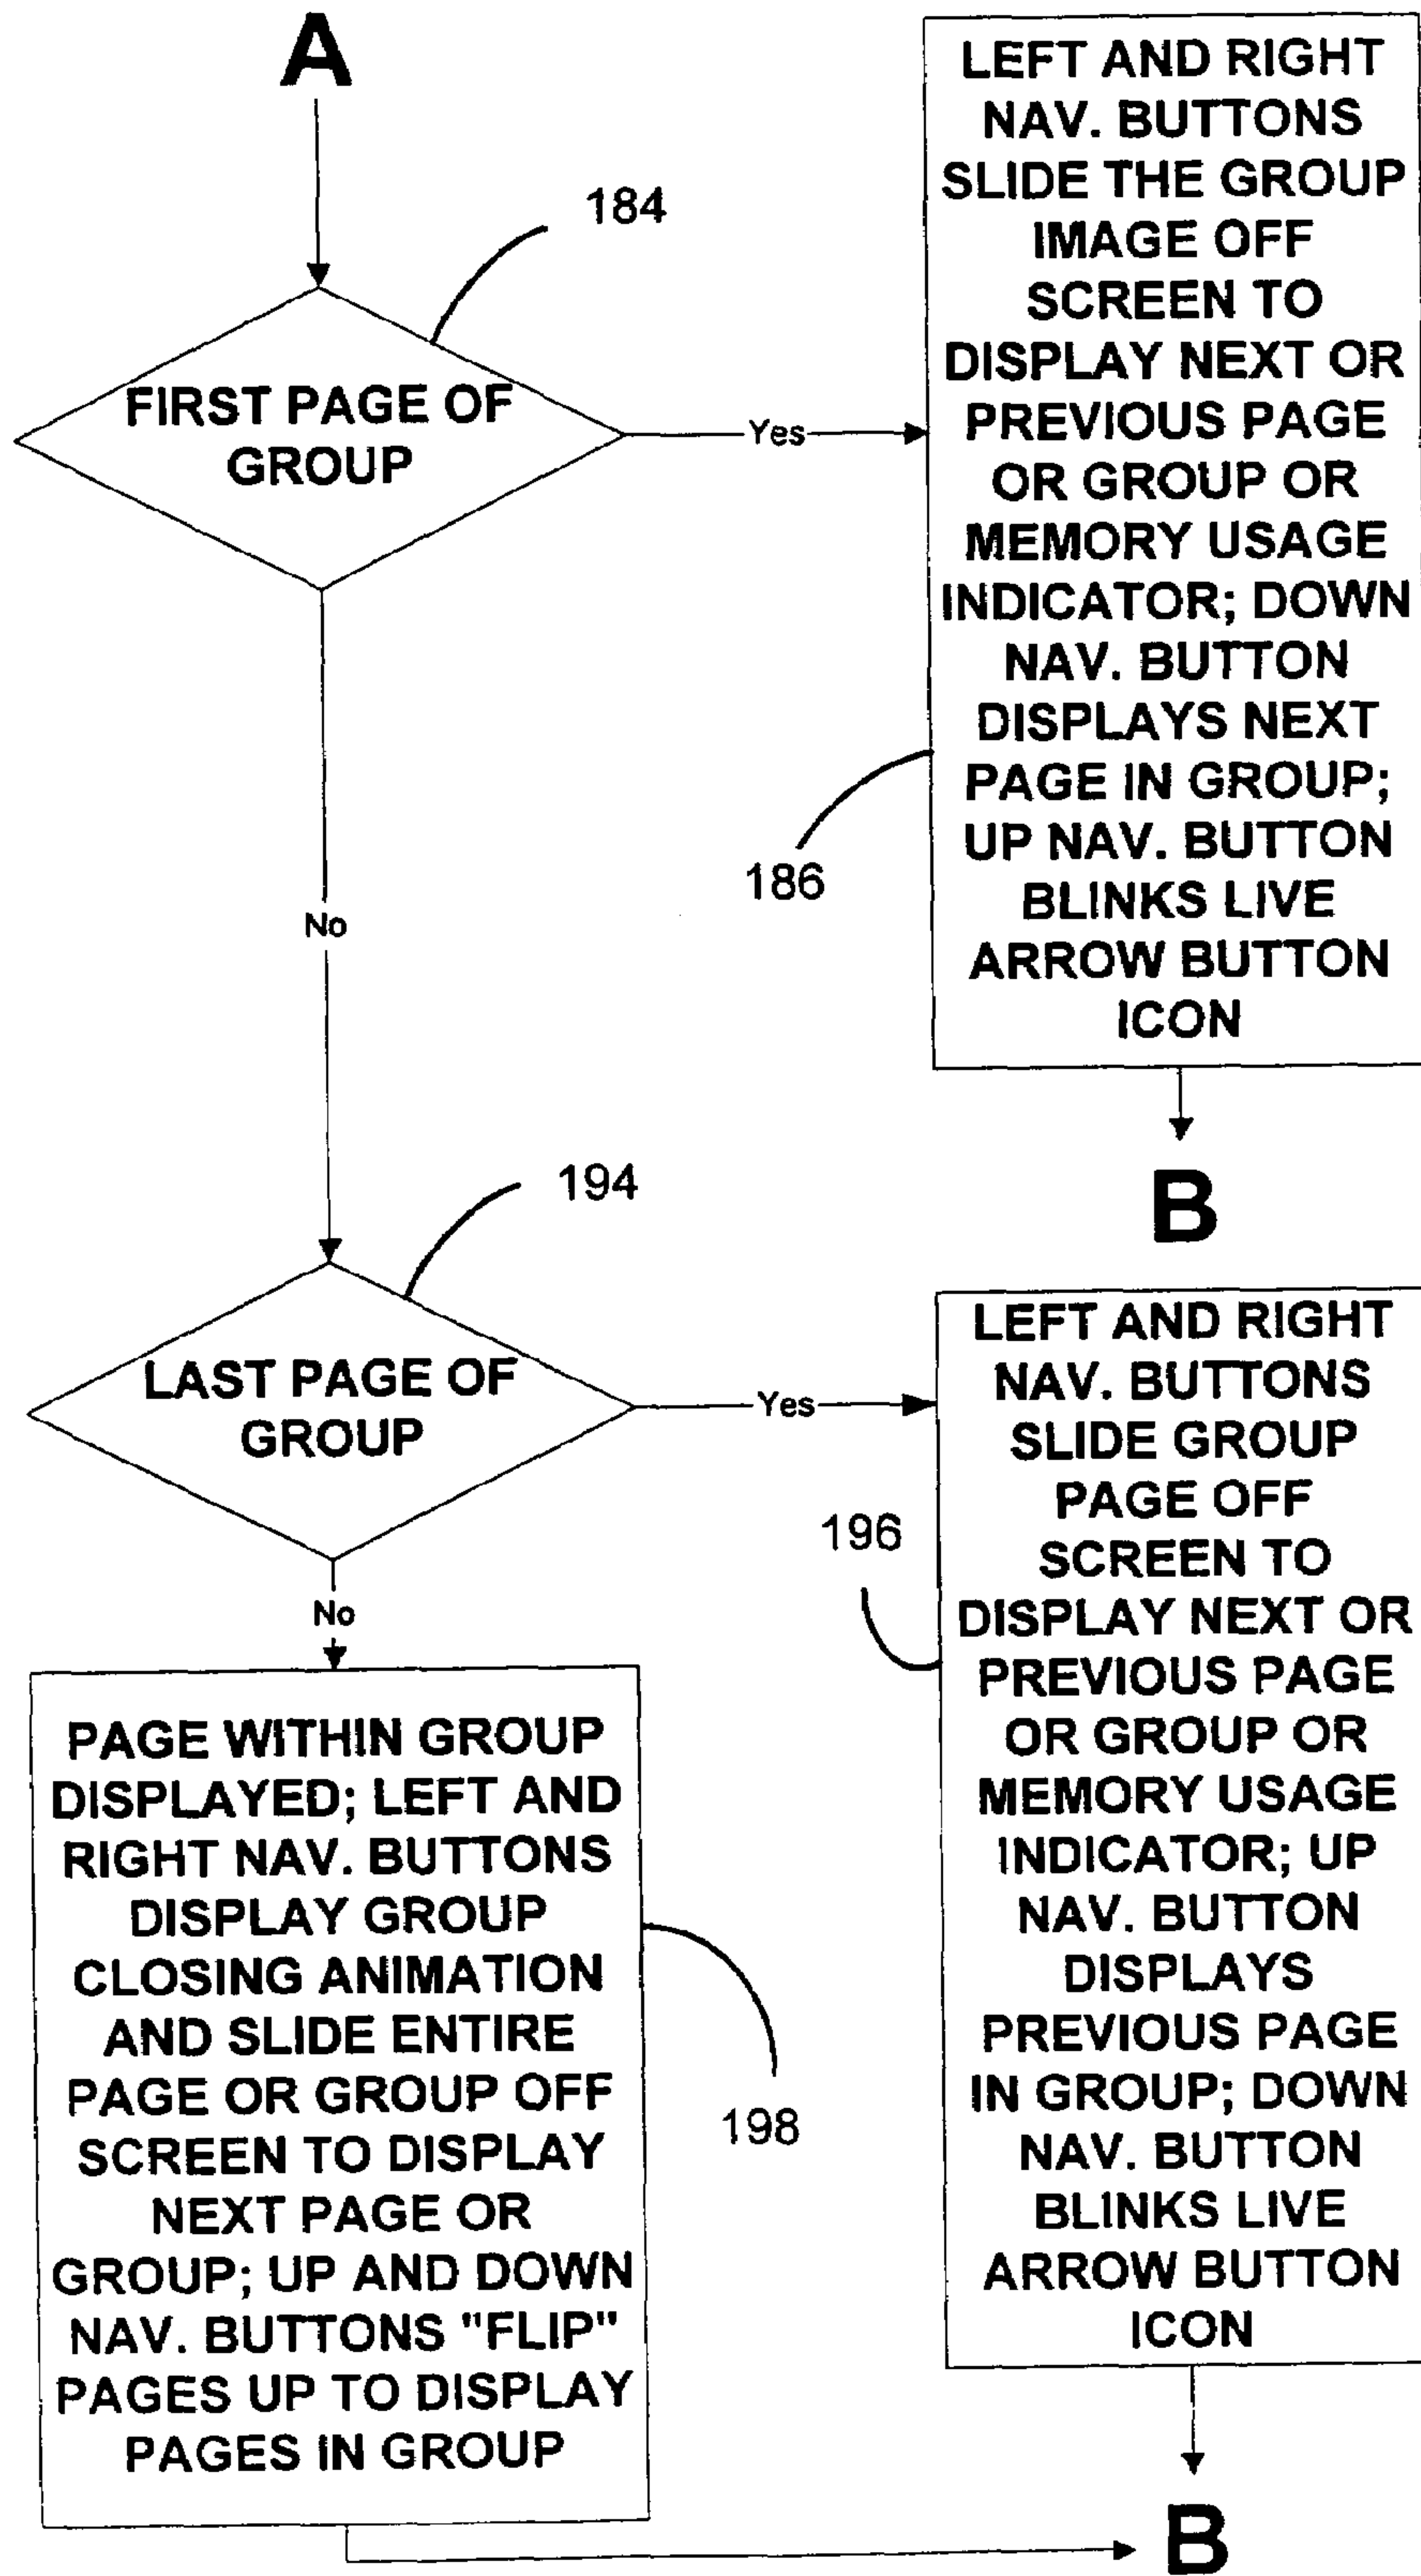 A
184
FIRST PAGE OF
GROUP
Yes
LEFT AND RIGHT
NAV. BUTTONS
SLIDE THE GROUP
IMAGE OFF
SCREEN TO
DISPLAY NEXT OR
PREVIOUS PAGE
OR GROUP OR
MEMORY USAGE
INDICATOR; DOWN
NAV. BUTTON
DISPLAYS NEXT
PAGE IN GROUP;
UP NAV. BUTTON
BLINKS LIVE
ARROW BUTTON
ICON
186
B
No
194
LAST PAGE OF
GROUP
Yes
LEFT AND RIGHT
NAV. BUTTONS
SLIDE GROUP
PAGE OFF
SCREEN TO
DISPLAY NEXT OR
PREVIOUS PAGE
OR GROUP OR
MEMORY USAGE
INDICATOR; UP
NAV. BUTTON
DISPLAYS
PREVIOUS PAGE
IN GROUP; DOWN
NAV. BUTTON
BLINKS LIVE
ARROW BUTTON
ICON
196
No
PAGE WITHIN GROUP
DISPLAYED; LEFT AND
RIGHT NAV. BUTTONS
DISPLAY GROUP
CLOSING ANIMATION
AND SLIDE ENTIRE
PAGE OR GROUP OFF
SCREEN TO DISPLAY
NEXT PAGE OR
GROUP; UP AND DOWN
NAV. BUTTONS "FLIP"
PAGES UP TO DISPLAY
PAGES IN GROUP
198
B